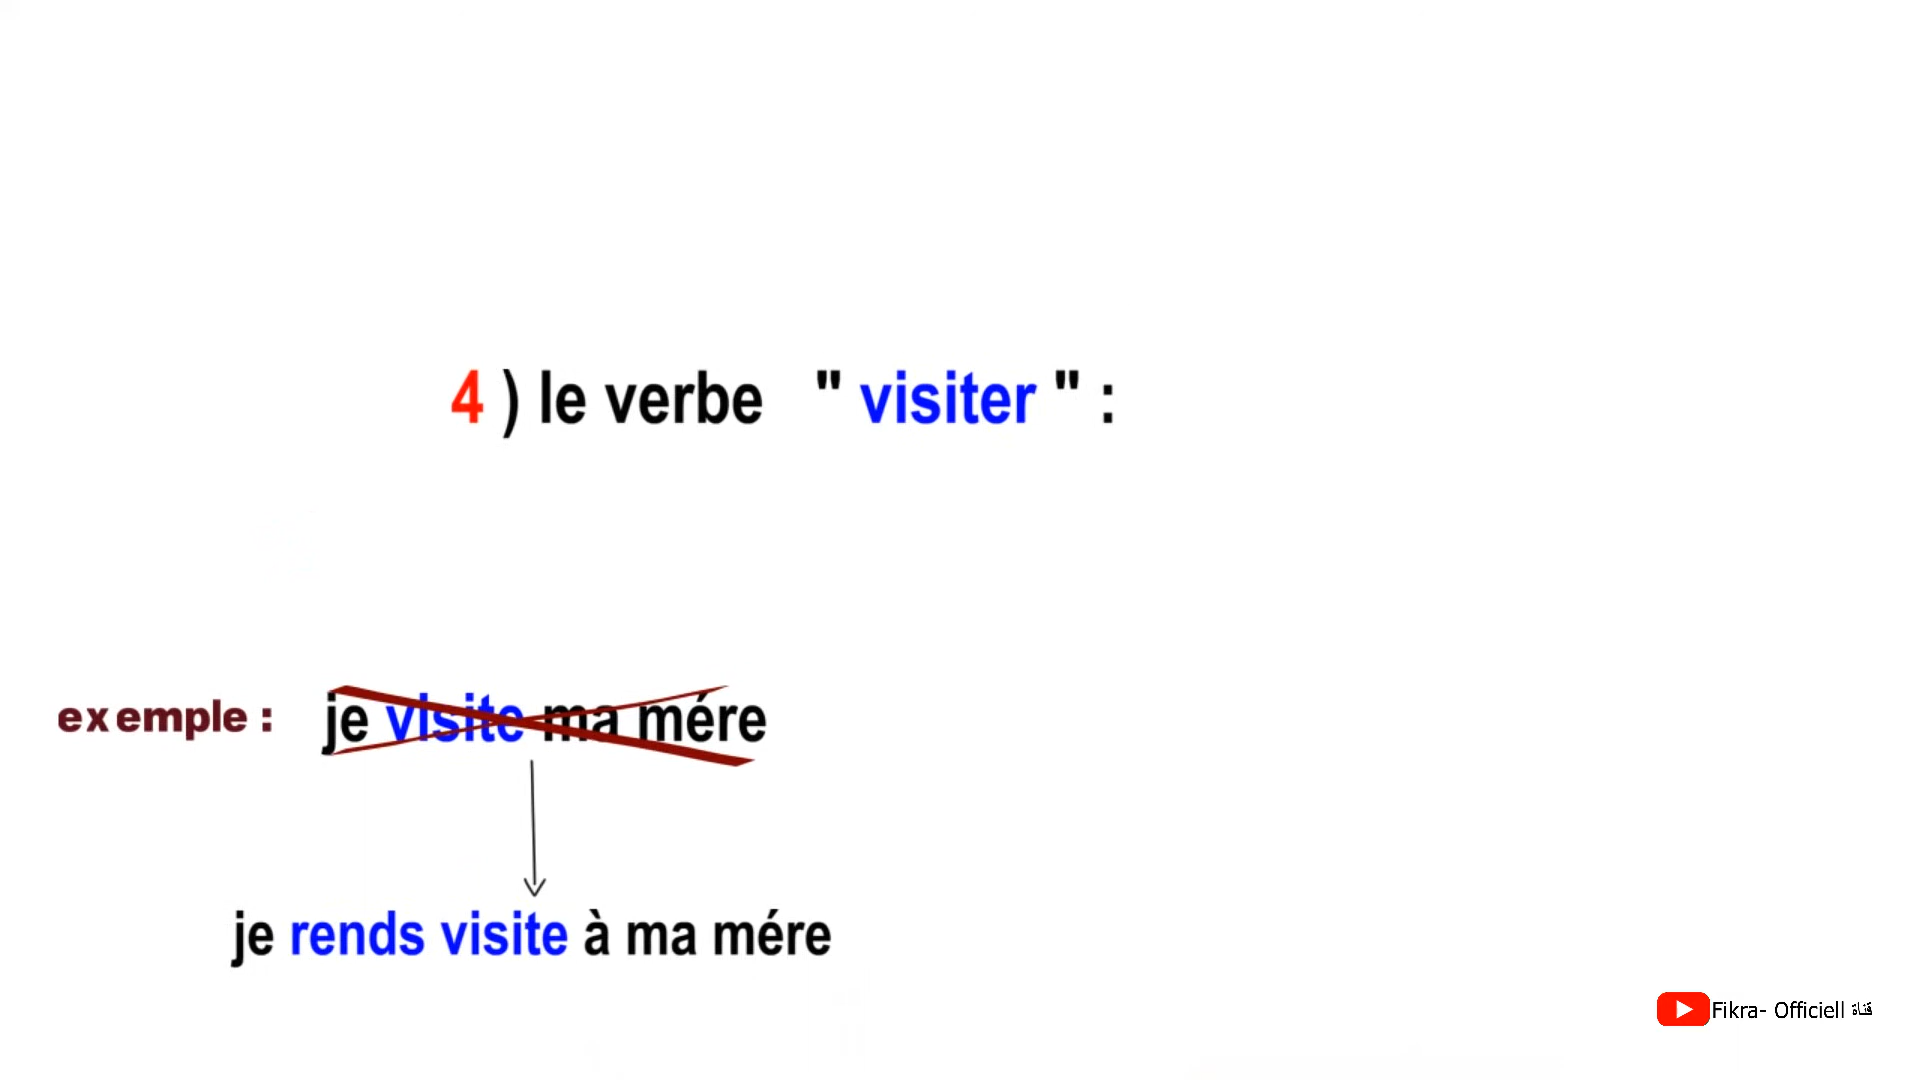 4 ) le verbe " visiter " :
exemple : je visite ma mére
je rends visite à ma mére
Fikra- Officiell قناة